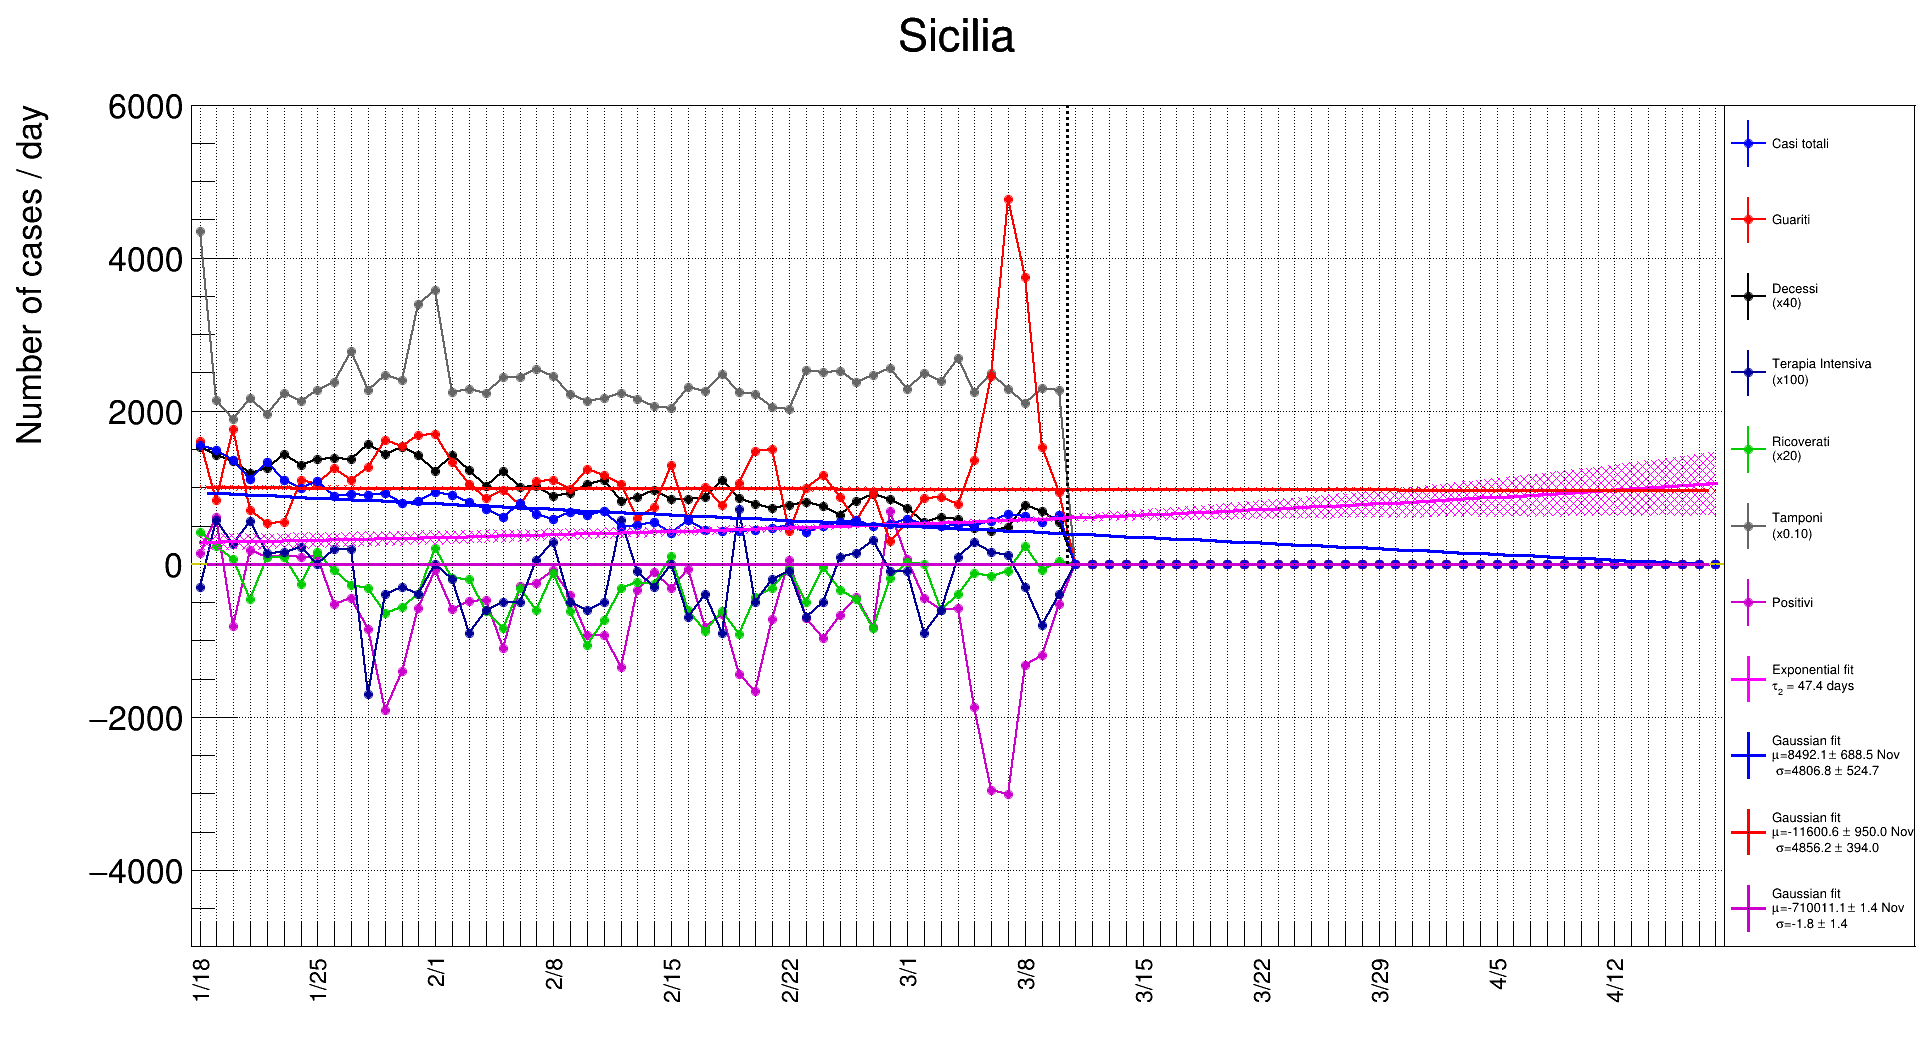 Sicilia
Number of cases / day
6000
4000
2000
0
−2000
−4000
1/18
1/25
2/1
2/8
2/15
2/22
3/1
3/8
3/15
3/22
3/29
4/5
4/12
Casi totali
Guariti
Decessi
(x40)
Terapia Intensiva
(x100)
Ricoverati
(x20)
Tamponi
(x0.10)
Positivi
Exponential fit
τ2 = 47.4 days
Gaussian fit
μ=8492.1± 688.5 Nov
σ=4806.8 ± 524.7
Gaussian fit
μ=-11600.6 ± 950.0 Nov
σ=4856.2 ± 394.0
Gaussian fit
μ=-710011.1± 1.4 Nov
σ=-1.8 ± 1.4